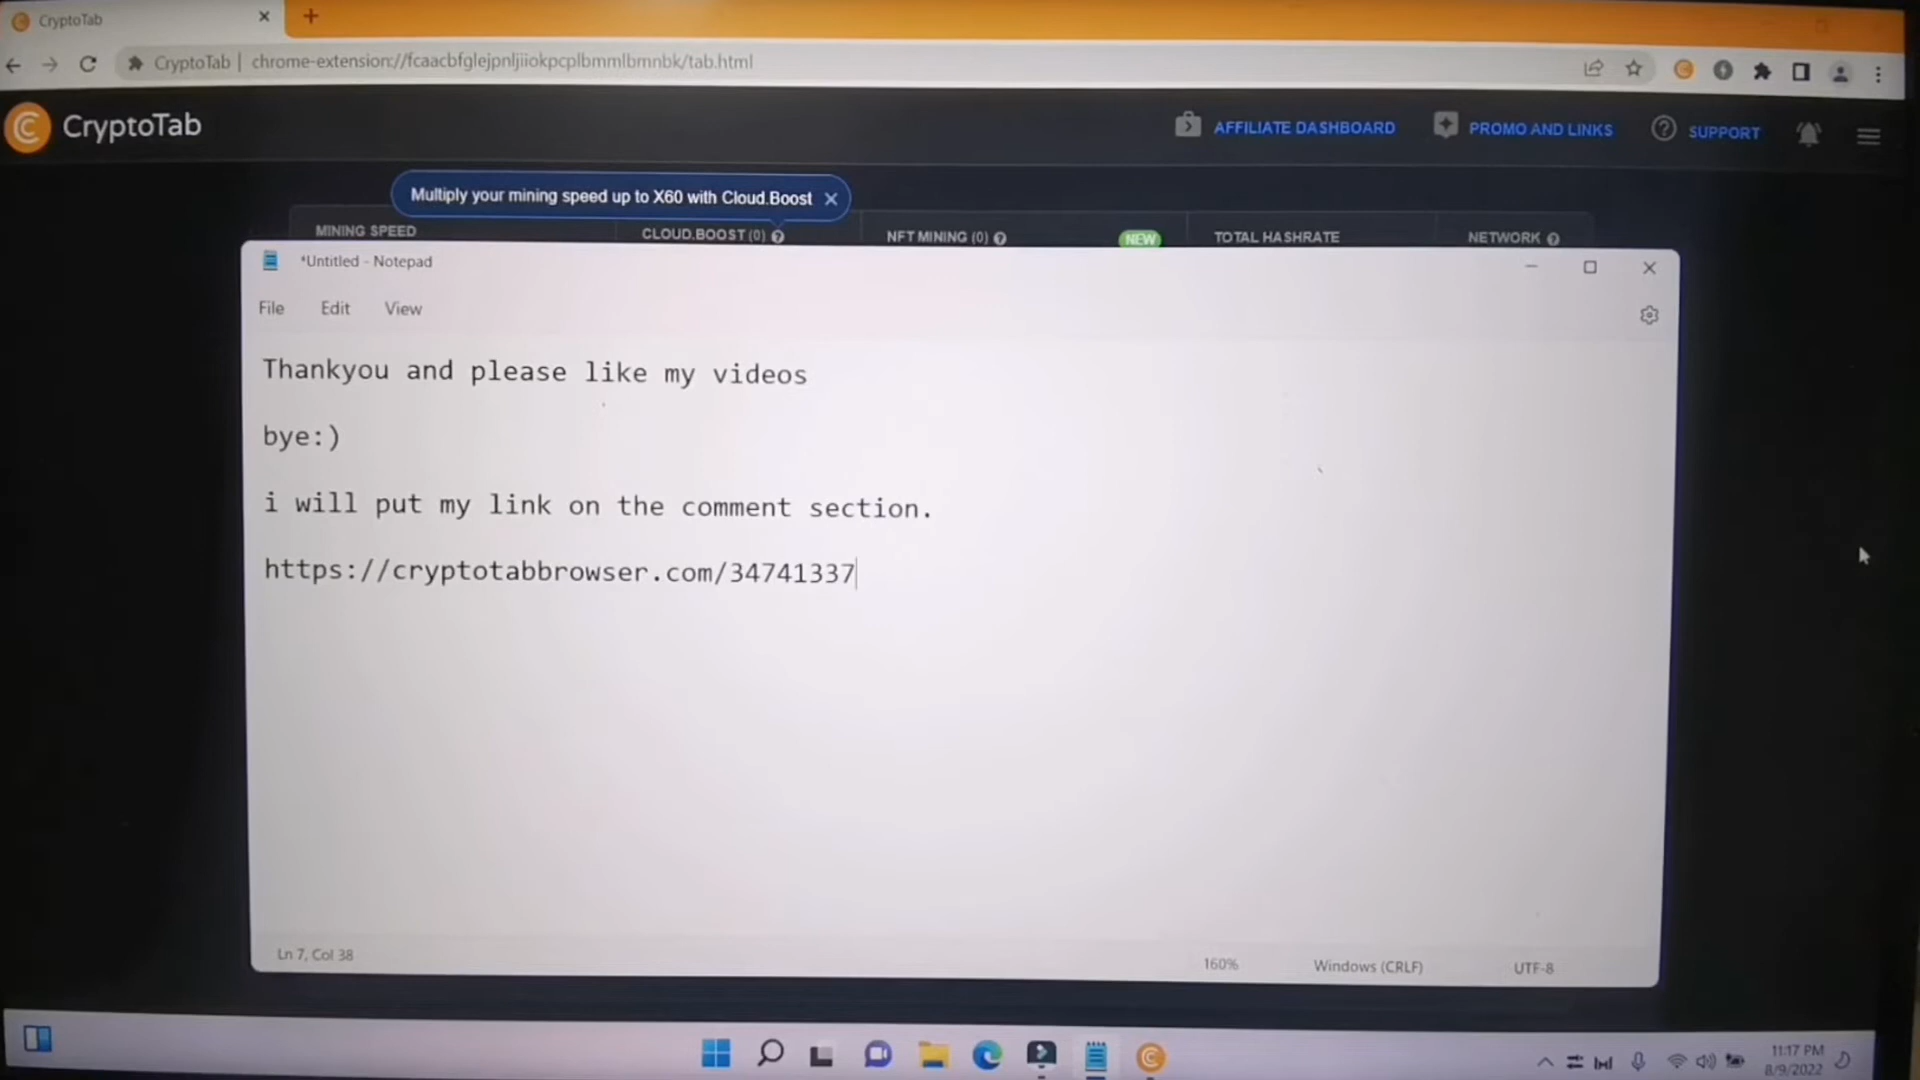 CryptoTab
CryptoTab | chrome-extension://fcaacbfglejpnljiiokpcplbmmlbmnbk/tab.html
CryptoTab
AFFILIATE DASHBOARD
PROMO AND LINKS
SUPPORT
Multiply your mining speed up to X60 with Cloud.Boost
MINING SPEED
CLOUD.BOOST (0)
NFT MINING (0)
NEW
TOTAL HASHRATE
NETWORK
*Untitled - Notepad
File Edit View
Thankyou and please like my videos
bye:)
i will put my link on the comment section.
https://cryptotabbrowser.com/34741337
Ln 7, Col 38
160%
Windows (CRLF)
UTF-8
11:17 PM
8/9/2022